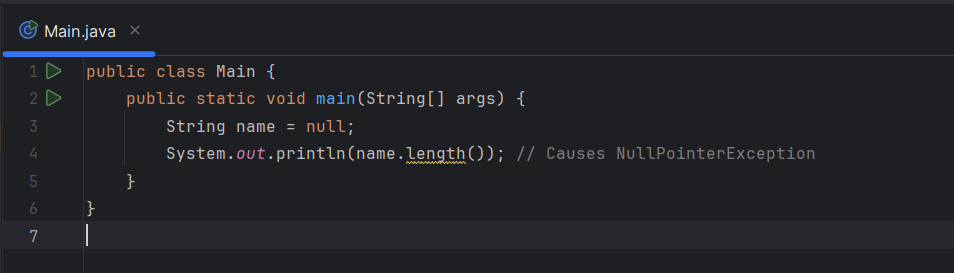 Main.java
1 public class Main {
2     public static void main(String[] args) {
3         String name = null;
4         System.out.println(name.length()); // Causes NullPointerException
5     }
6 }
7